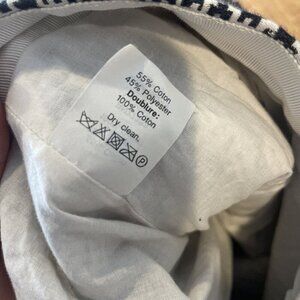 55% Coton
45% Polyester
Doublure:
100% Coton
Dry clean.
P